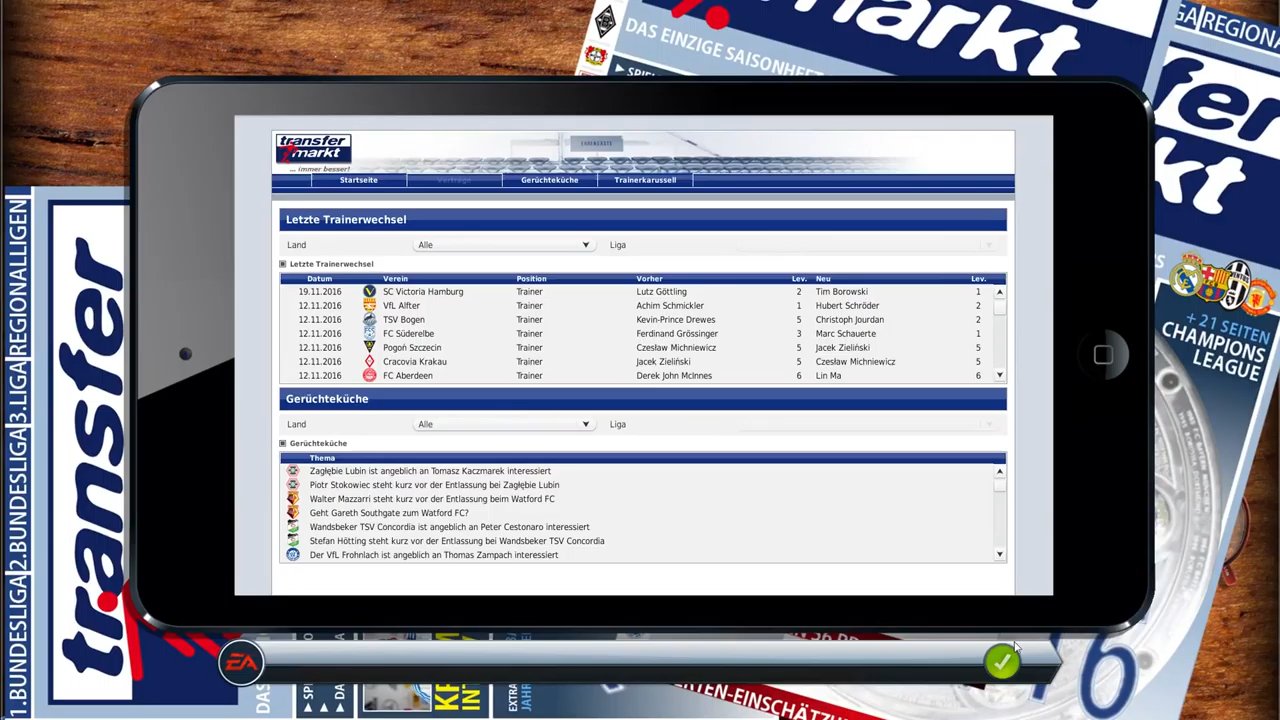 DAS EINZIGE SAISONHEFT
transfer
markt
... immer besser!
EHRENGÄSTE
Startseite
Verträge
Gerüchteküche
Trainerkarussell
Letzte Trainerwechsel
Land Alle Liga
Letzte Trainerwechsel
Datum Verein Position Vorher Lev. Neu Lev.
19.11.2016 SC Victoria Hamburg Trainer Lutz Göttling 2 Tim Borowski 1
12.11.2016 VfL Alfter Trainer Achim Schmickler 1 Hubert Schröder 2
12.11.2016 TSV Bogen Trainer Kevin-Prince Drewes 5 Christoph Jourdan 2
12.11.2016 FC Süderelbe Trainer Ferdinand Grössinger 3 Marc Schauerte 1
12.11.2016 Pogoń Szczecin Trainer Czesław Michniewicz 5 Jacek Zieliński 5
12.11.2016 Cracovia Krakau Trainer Jacek Zieliński 5 Czesław Michniewicz 5
12.11.2016 FC Aberdeen Trainer Derek John McInnes 6 Lin Ma 6
Gerüchteküche
Land Alle Liga
Gerüchteküche
Thema
Zagłębie Lubin ist angeblich an Tomasz Kaczmarek interessiert
Piotr Stokowiec steht kurz vor der Entlassung bei Zagłębie Lubin
Walter Mazzarri steht kurz vor der Entlassung beim Watford FC
Geht Gareth Southgate zum Watford FC?
Wandsbeker TSV Concordia ist angeblich an Peter Cestonaro interessiert
Stefan Hötting steht kurz vor der Entlassung bei Wandsbeker TSV Concordia
Der VfL Frohnlach ist angeblich an Thomas Zampach interessiert
1.BUNDESLIGA 2.BUNDESLIGA 3.LIGA REGIONALLIGEN
transfer
markt
+ 21 SEITEN
CHAMPIONS
LEAGUE
EA
16